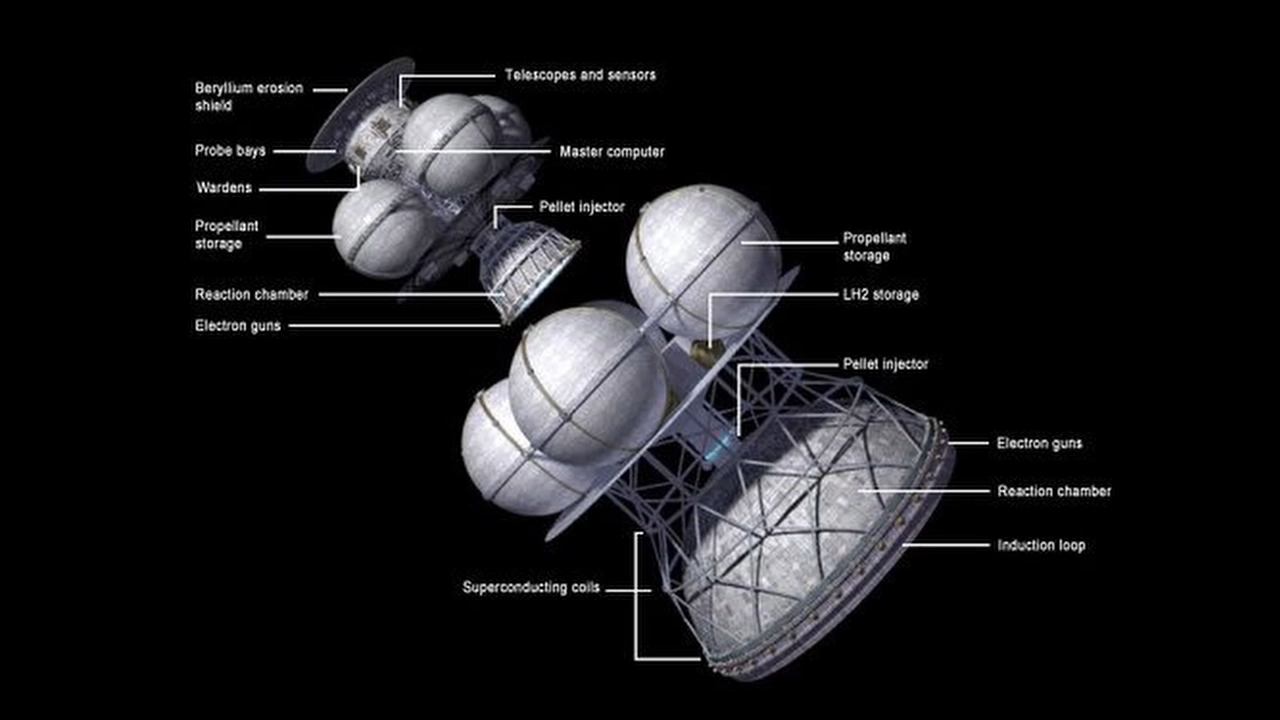 Telescopes and sensors
Beryllium erosion
shield
Probe bays
Master computer
Wardens
Pellet injector
Propellant
storage
Reaction chamber
Electron guns
Propellant
storage
LH2 storage
Pellet injector
Electron guns
Reaction chamber
Induction loop
Superconducting coils